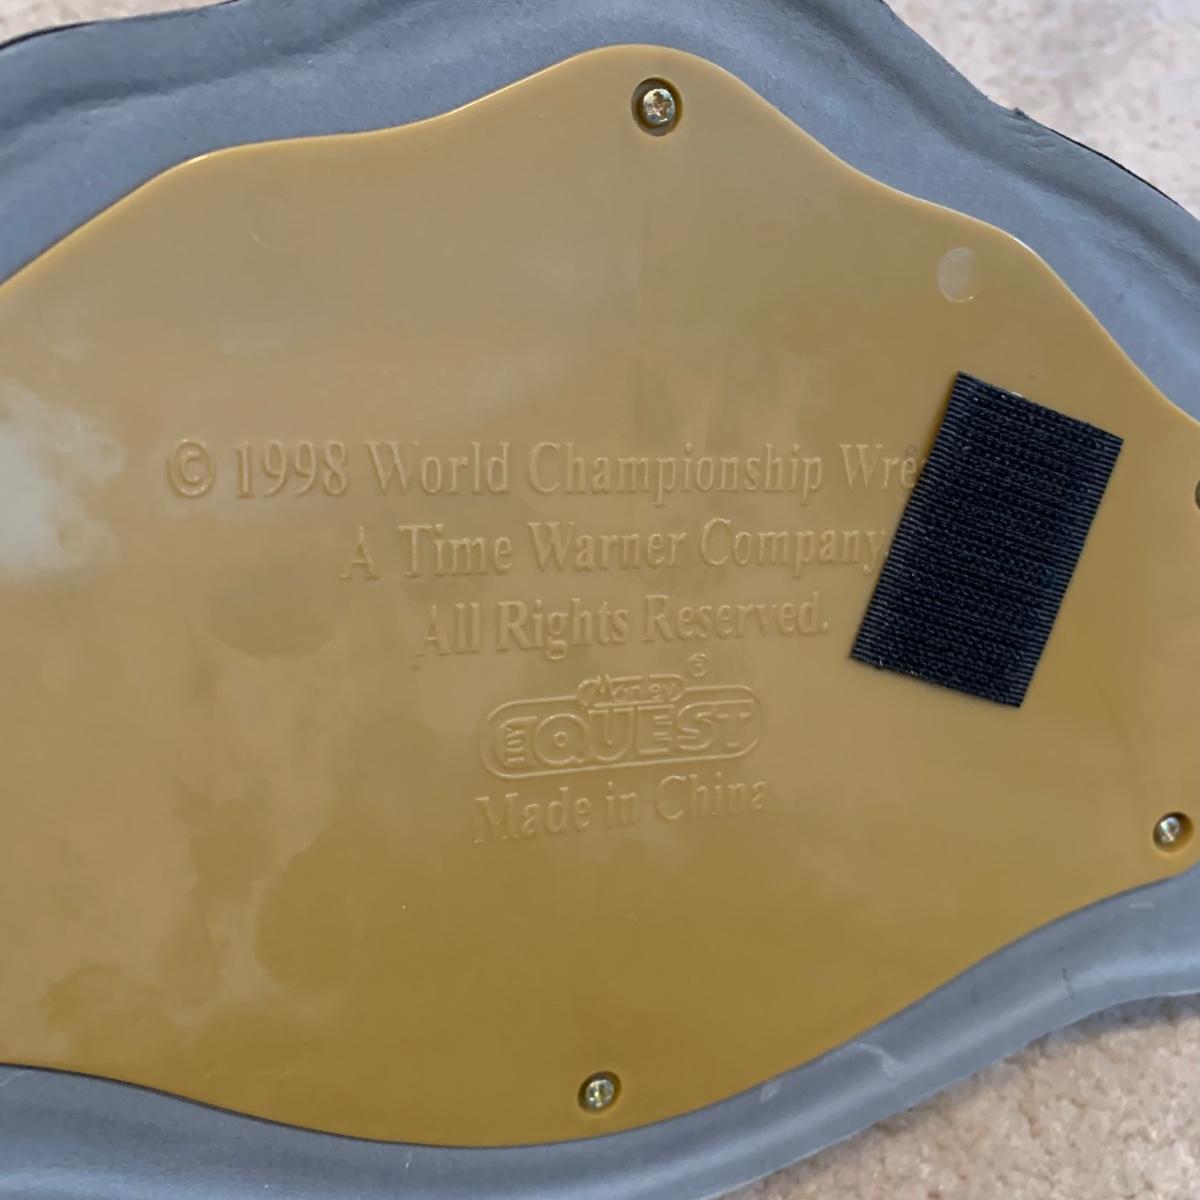 © 1998 World Championship Wre
A Time Warner Company.
All Rights Reserved.
®
Manley
TOY QUEST
Made in China